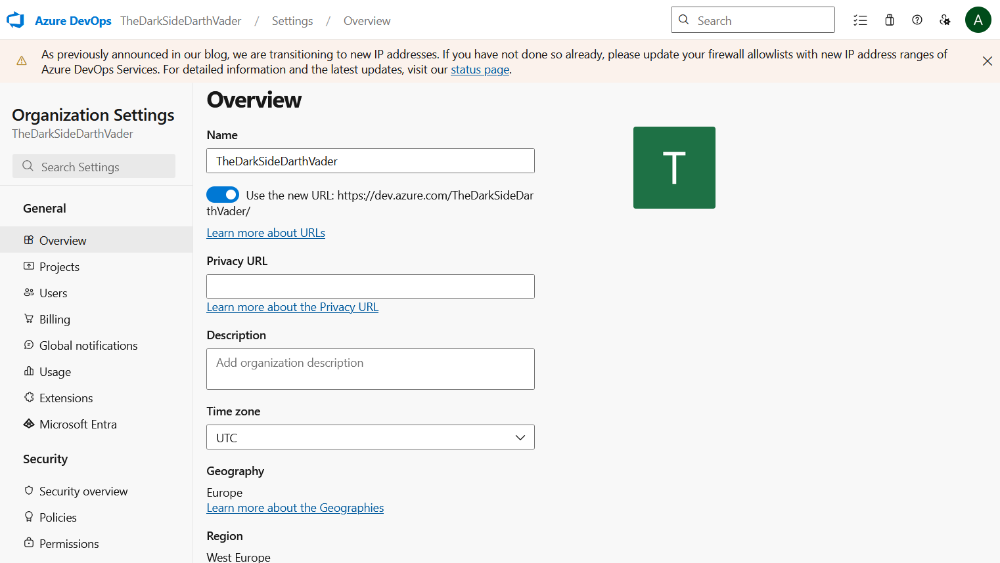 Azure DevOps TheDarkSideDarthVader / Settings / Overview
Search
A
As previously announced in our blog, we are transitioning to new IP addresses. If you have not done so already, please update your firewall allowlists with new IP address ranges of
Azure DevOps Services. For detailed information and the latest updates, visit our status page.
Organization Settings
TheDarkSideDarthVader
Search Settings
General
Overview
Projects
Users
Billing
Global notifications
Usage
Extensions
Microsoft Entra
Security
Security overview
Policies
Permissions
Overview
Name
TheDarkSideDarthVader
Use the new URL: https://dev.azure.com/TheDarkSideDar
thVader/
Learn more about URLs
Privacy URL
Learn more about the Privacy URL
Description
Add organization description
Time zone
UTC
Geography
Europe
Learn more about the Geographies
Region
West Europe
T